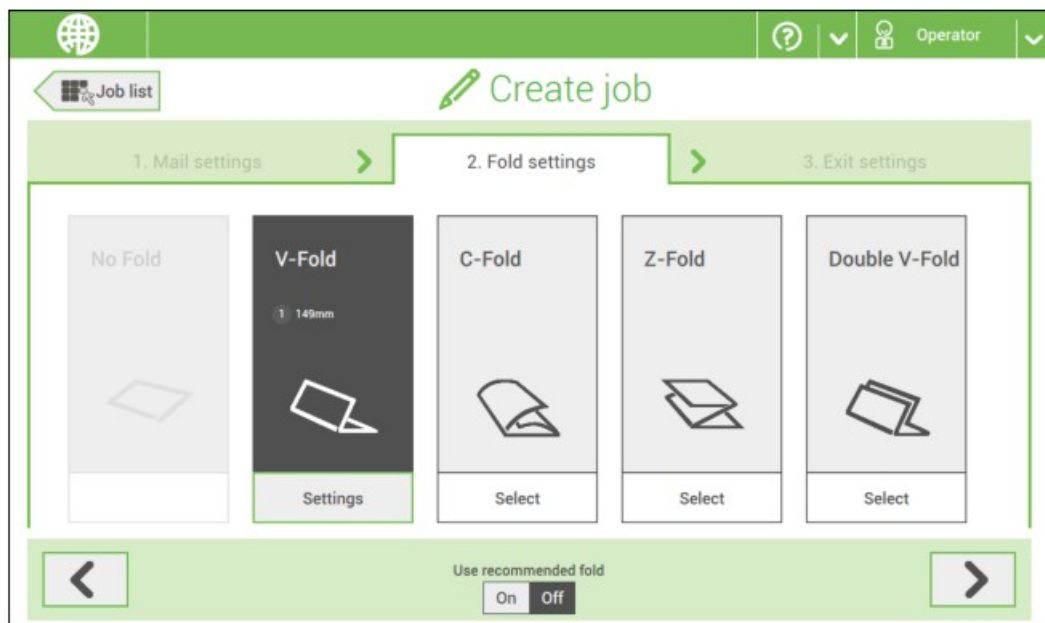 ?
Operator
Job list
Create job
1. Mail settings
2. Fold settings
3. Exit settings
No Fold
V-Fold
C-Fold
Z-Fold
Double V-Fold
1 149mm
Settings
Select
Select
Select
Use recommended fold
On Off